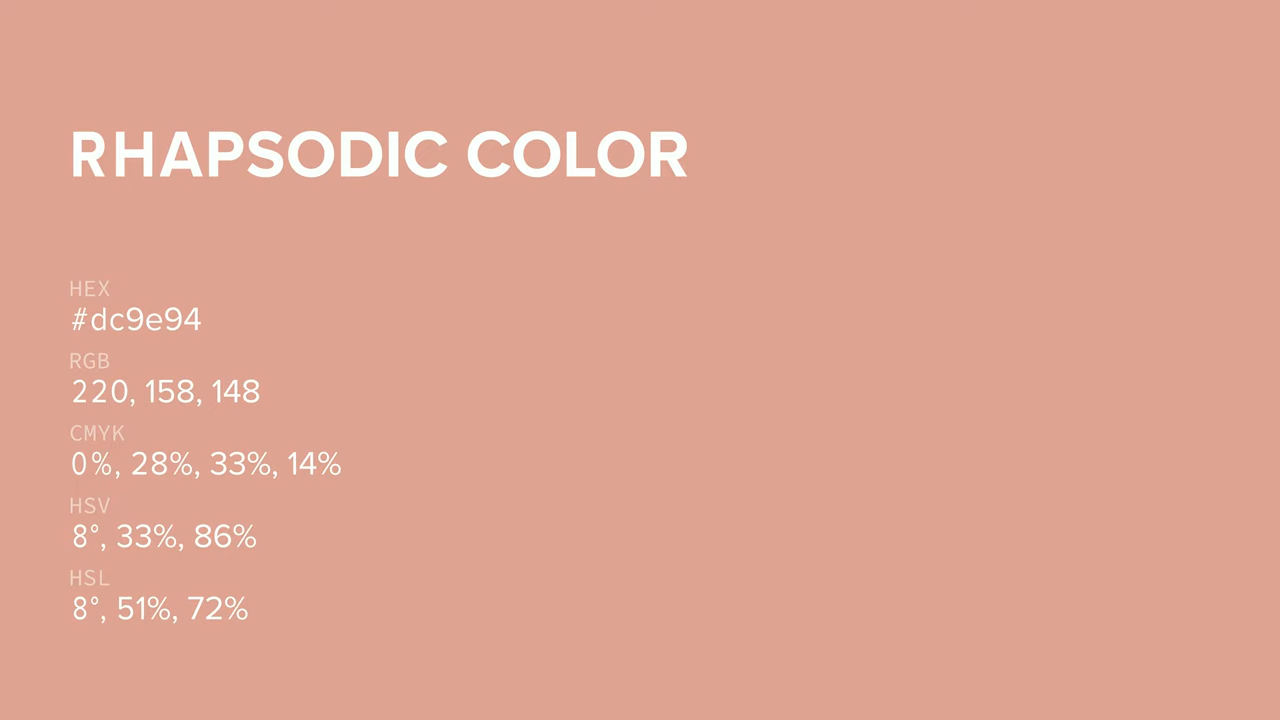 RHAPSODIC COLOR
HEX
#dc9e94
RGB
220, 158, 148
CMYK
0%, 28%, 33%, 14%
HSV
8°, 33%, 86%
HSL
8°, 51%, 72%